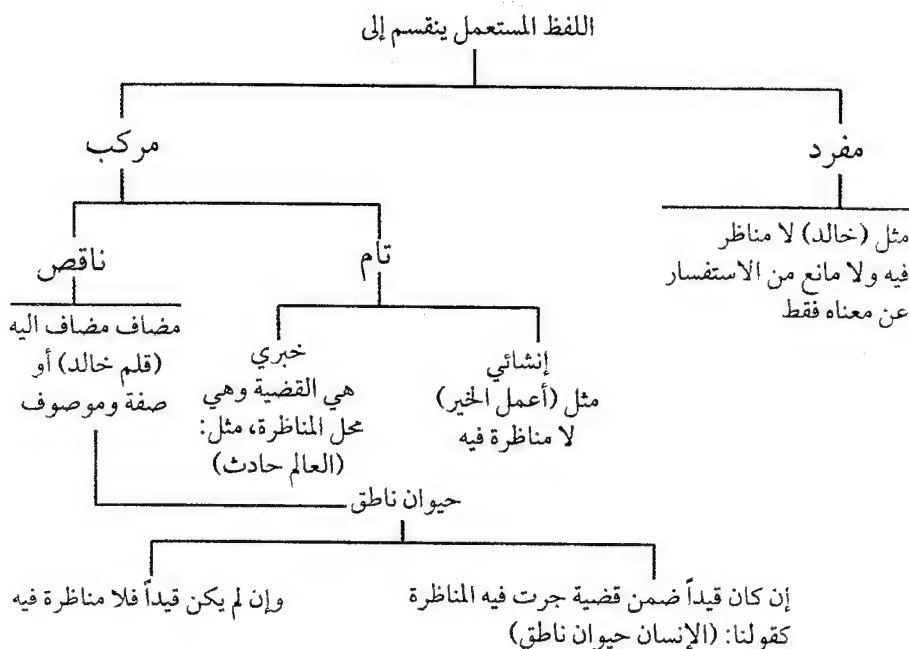 اللفظ المستعمل ينقسم إلى
مفرد
مثل (خالد) لا مناظر
فيه ولا مانع من الاستفسار
عن معناه فقط
مركب
تام
إنشائي
مثل (أعمل الخير)
لا مناظرة فيه
خبري
هي القضية وهي
محل المناظرة، مثل:
(العالم حادث)
ناقص
مضاف مضاف اليه
(قلم خالد) أو
صفة وموصوف
حيوان ناطق
إن كان قيداً ضمن قضية جرت فيه المناظرة
كقولنا: (الإنسان حيوان ناطق)
وإن لم يكن قيداً فلا مناظرة فيه